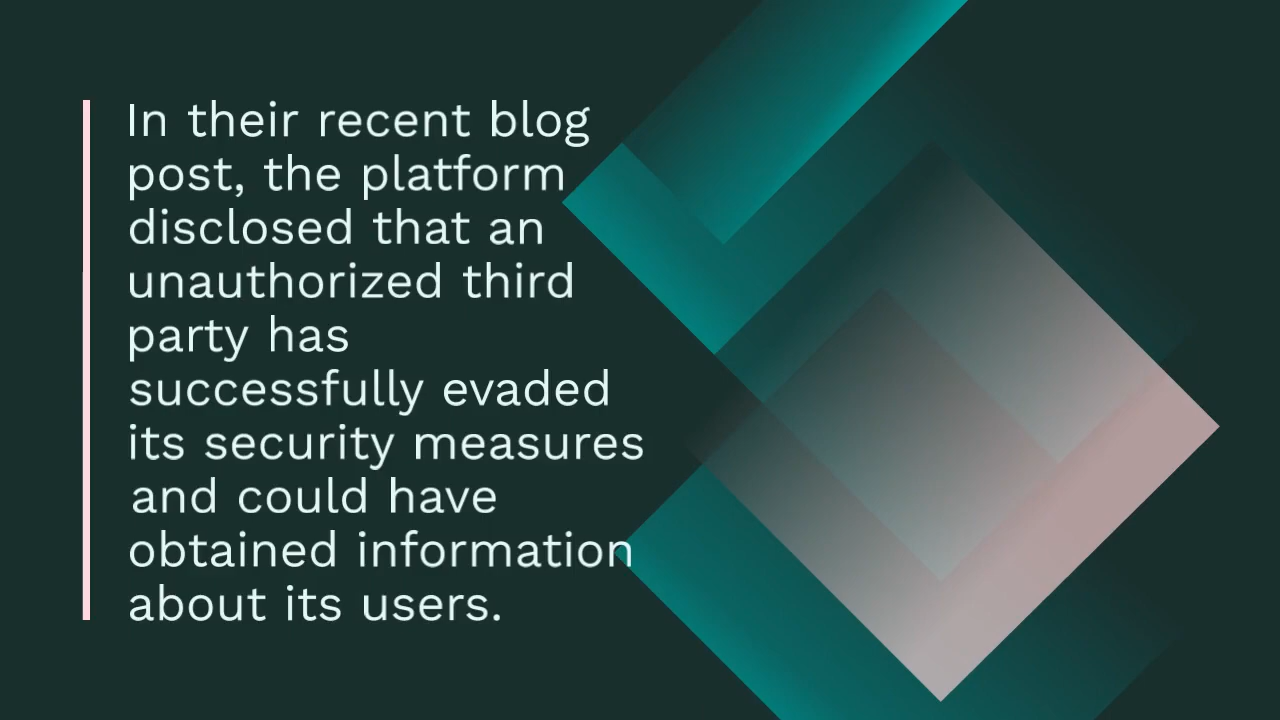 In their recent blog
post, the platform
disclosed that an
unauthorized third
party has
successfully evaded
its security measures
and could have
obtained information
about its users.